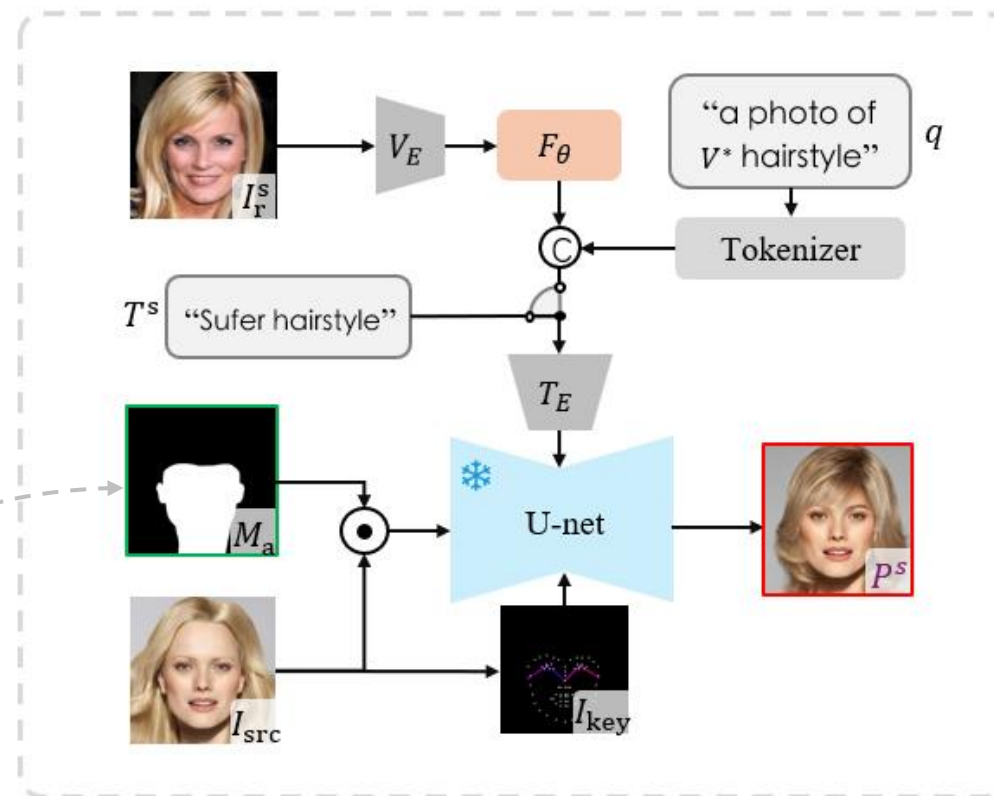 I_r^s
V_E
F_θ
“a photo of
V* hairstyle”
q
C
Tokenizer
T^s
“Sufer hairstyle”
T_E
M_a
U-net
P^s
I_src
I_key